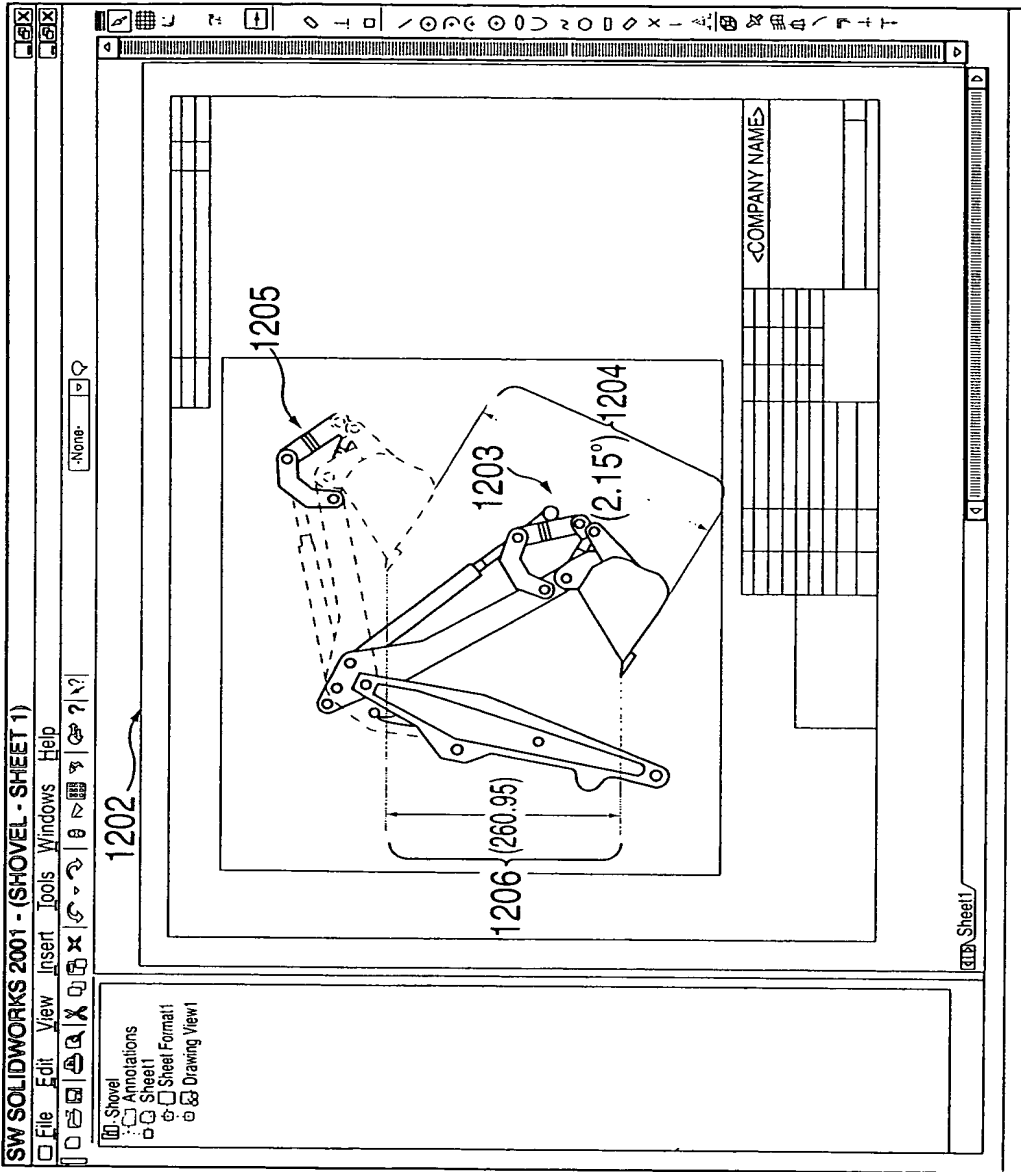 SW SOLIDWORKS 2001 - (SHOVEL - SHEET 1)
File Edit View Insert Tools Windows Help
-None-
Shovel
Annotations
Sheet1
Sheet Format1
Drawing View1
1202
1205
1203
1204
(2.15°)
1206
(260.95)
<COMPANY NAME>
Sheet1